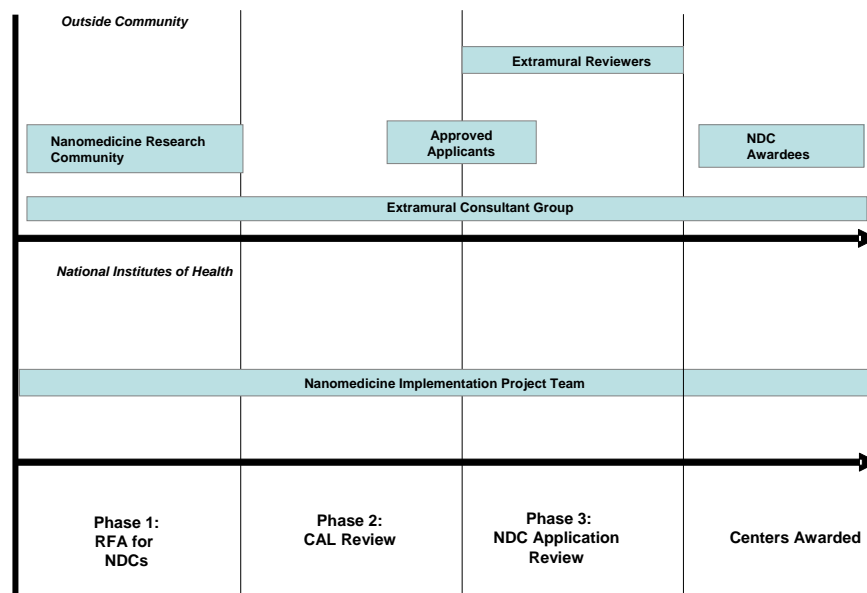 Outside Community
Extramural Reviewers
Nanomedicine Research
Community
Approved
Applicants
NDC
Awardees
Extramural Consultant Group
National Institutes of Health
Nanomedicine Implementation Project Team
Phase 1:
RFA for
NDCs
Phase 2:
CAL Review
Phase 3:
NDC Application
Review
Centers Awarded